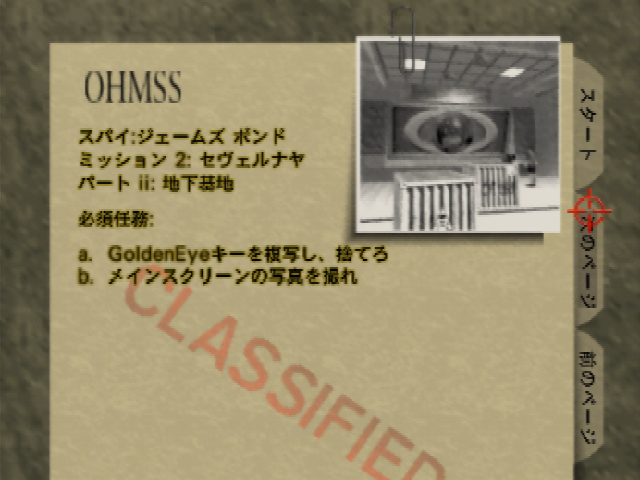 OHMSS
スパイ:ジェームズ ボンド
ミッション 2: セヴェルナヤ
パート ii: 地下基地
必須任務:
a. GoldenEyeキーを複写し、捨てろ
b. メインスクリーンの写真を撮れ
CLASSIFIED
スタート
のページ
前のページ